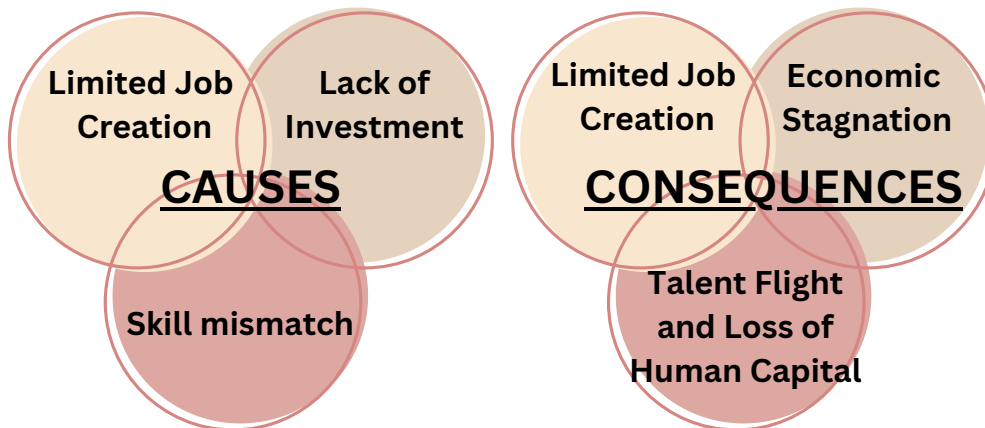 Limited Job
Creation
Lack of
Investment
CAUSES
Skill mismatch
Limited Job
Creation
Economic
Stagnation
CONSEQUENCES
Talent Flight
and Loss of
Human Capital